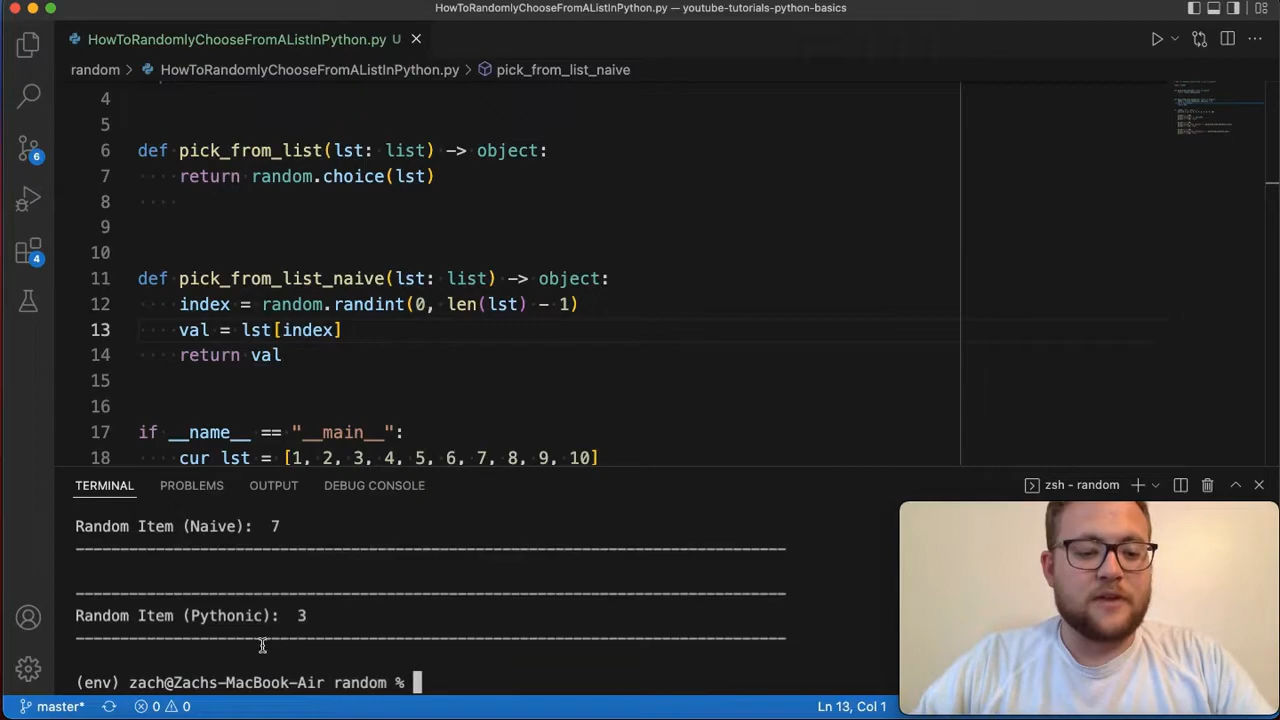 HowToRandomlyChooseFromAListInPython.py — youtube-tutorials-python-basics
HowToRandomlyChooseFromAListInPython.py U
random > HowToRandomlyChooseFromAListInPython.py > pick_from_list_naive
4
5
6 def pick_from_list(lst: list) -> object:
7 return random.choice(lst)
8
9
10
11 def pick_from_list_naive(lst: list) -> object:
12 index = random.randint(0, len(lst) - 1)
13 val = lst[index]
14 return val
15
16
17 if __name__ == "__main__":
18 cur_lst = [1, 2, 3, 4, 5, 6, 7, 8, 9, 10]
6
4
TERMINAL PROBLEMS OUTPUT DEBUG CONSOLE zsh - random
Random Item (Naive): 7
Random Item (Pythonic): 3
(env) zach@Zachs-MacBook-Air random %
master* 0 0 Ln 13, Col 1